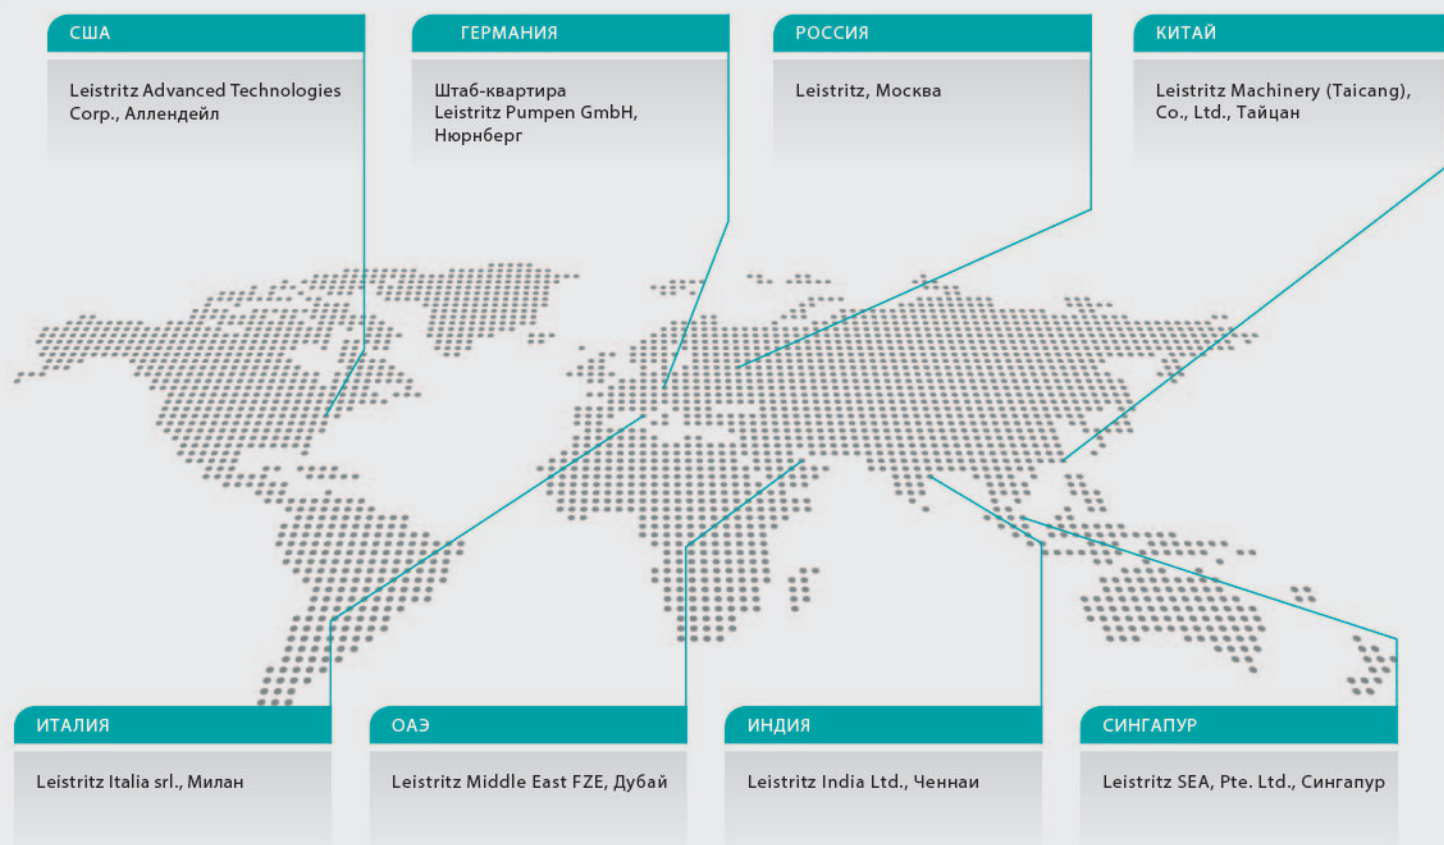 США
Leistritz Advanced Technologies
Corp., Аллендейл
ГЕРМАНИЯ
Штаб-квартира
Leistritz Pumpen GmbH,
Нюрнберг
РОССИЯ
Leistritz, Москва
КИТАЙ
Leistritz Machinery (Taicang),
Co., Ltd., Тайцан
ИТАЛИЯ
Leistritz Italia srl., Милан
ОАЭ
Leistritz Middle East FZE, Дубай
ИНДИЯ
Leistritz India Ltd., Ченнаи
СИНГАПУР
Leistritz SEA, Pte. Ltd., Сингапур